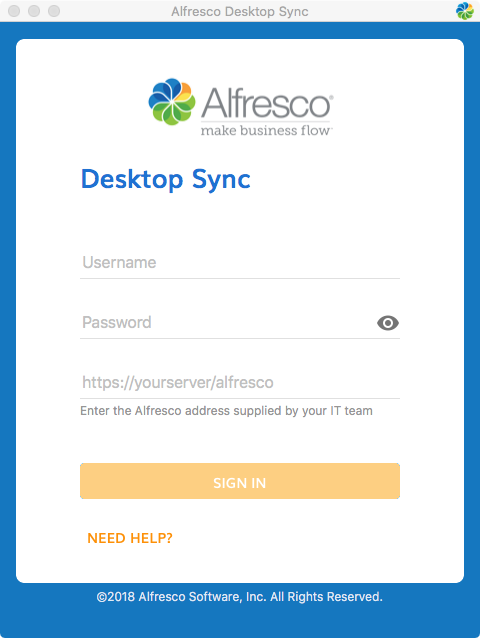 Alfresco Desktop Sync
Alfresco®
make business flow™
Desktop Sync
Username
Password
https://yourserver/alfresco
Enter the Alfresco address supplied by your IT team
SIGN IN
NEED HELP?
©2018 Alfresco Software, Inc. All Rights Reserved.